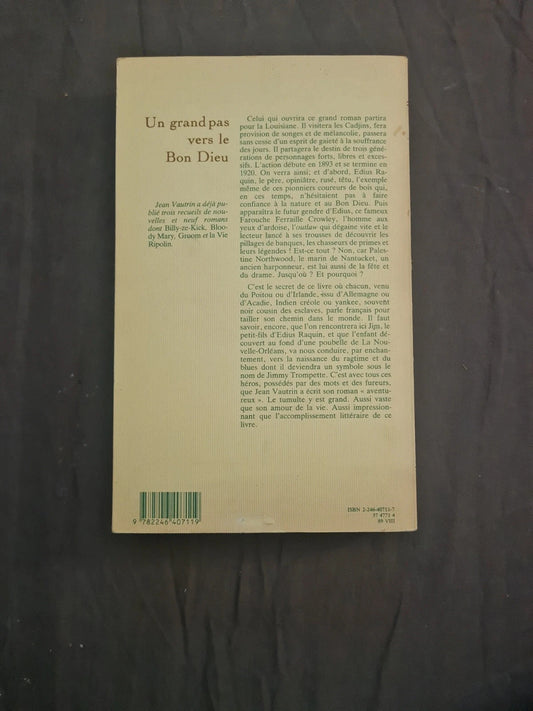 Un grand pas
vers le
Bon Dieu
Jean Vautrin a déjà pu-
blié trois recueils de nou-
velles et neuf romans
dont Billy-ze-Kick, Bloo-
dy Mary, Groom et la Vie
Ripolin.
Celui qui ouvrira ce grand roman partira
pour la Louisiane. Il visitera les Cadjins, fera
provision de songes et de mélancolie, passera
sans cesse d'un esprit de gaieté à la souffrance
des jours. Il partagera le destin de trois géné-
rations de personnages forts, libres et exces-
sifs. L'action débute en 1893 et se termine en
1920. On verra ainsi; et d'abord, Edius Ra-
quin, le père, opiniâtre, rusé, têtu, l'exemple
même de ces pionniers coureurs de bois qui,
en ces temps, n'hésitaient pas à faire
confiance à la nature et au Bon Dieu. Puis
apparaîtra le futur gendre d'Edius, ce fameux
Farouche Ferraille Crowley, l'homme aux
yeux d'ardoise, l'outlaw qui dégaine vite et le
lecteur lancé à ses trousses de découvrir les
pillages de banques, les chasseurs de primes et
leurs légendes ! Est-ce tout ? Non, car Pales-
tine Northwood, le marin de Nantucket, un
ancien harponneur, est lui aussi de la fête et
du drame. Jusqu'où ? Et pourquoi ?
C'est le secret de ce livre où chacun, venu
du Poitou ou d'Irlande, issu d'Allemagne ou
d'Acadie, Indien créole ou yankee, souvent
noir cousin des esclaves, parle français pour
tailler son chemin dans le monde. Il faut
savoir, encore, que l'on rencontrera ici Jim, le
petit-fils d'Edius Raquin, et que l'enfant dé-
couvert au fond d'une poubelle de La Nou-
velle-Orléans, va nous conduire, par enchan-
tement, vers la naissance du ragtime et du
blues dont il deviendra un symbole sous le
nom de Jimmy Trompette. C'est avec tous ces
héros, possédés par des mots et des fureurs,
que Jean Vautrin a écrit son roman « aventu-
reux ». Le tumulte y est grand. Aussi vaste
que son amour de la vie. Aussi impression-
nant que l'accomplissement littéraire de ce
livre.
9 782246 407119
ISBN 2-246-40711-7
37 4771 4
89 VIII